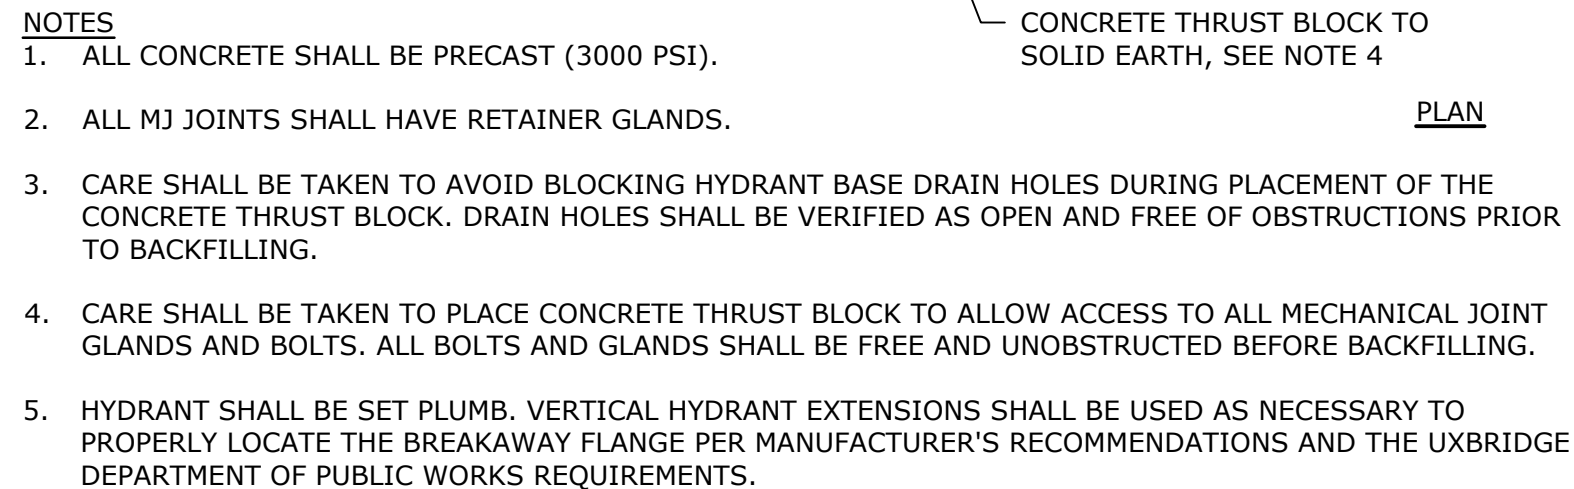 CONCRETE THRUST BLOCK TO
SOLID EARTH, SEE NOTE 4
PLAN
NOTES
1. ALL CONCRETE SHALL BE PRECAST (3000 PSI).
2. ALL MJ JOINTS SHALL HAVE RETAINER GLANDS.
3. CARE SHALL BE TAKEN TO AVOID BLOCKING HYDRANT BASE DRAIN HOLES DURING PLACEMENT OF THE
CONCRETE THRUST BLOCK. DRAIN HOLES SHALL BE VERIFIED AS OPEN AND FREE OF OBSTRUCTIONS PRIOR
TO BACKFILLING.
4. CARE SHALL BE TAKEN TO PLACE CONCRETE THRUST BLOCK TO ALLOW ACCESS TO ALL MECHANICAL JOINT
GLANDS AND BOLTS. ALL BOLTS AND GLANDS SHALL BE FREE AND UNOBSTRUCTED BEFORE BACKFILLING.
5. HYDRANT SHALL BE SET PLUMB. VERTICAL HYDRANT EXTENSIONS SHALL BE USED AS NECESSARY TO
PROPERLY LOCATE THE BREAKAWAY FLANGE PER MANUFACTURER'S RECOMMENDATIONS AND THE UXBRIDGE
DEPARTMENT OF PUBLIC WORKS REQUIREMENTS.